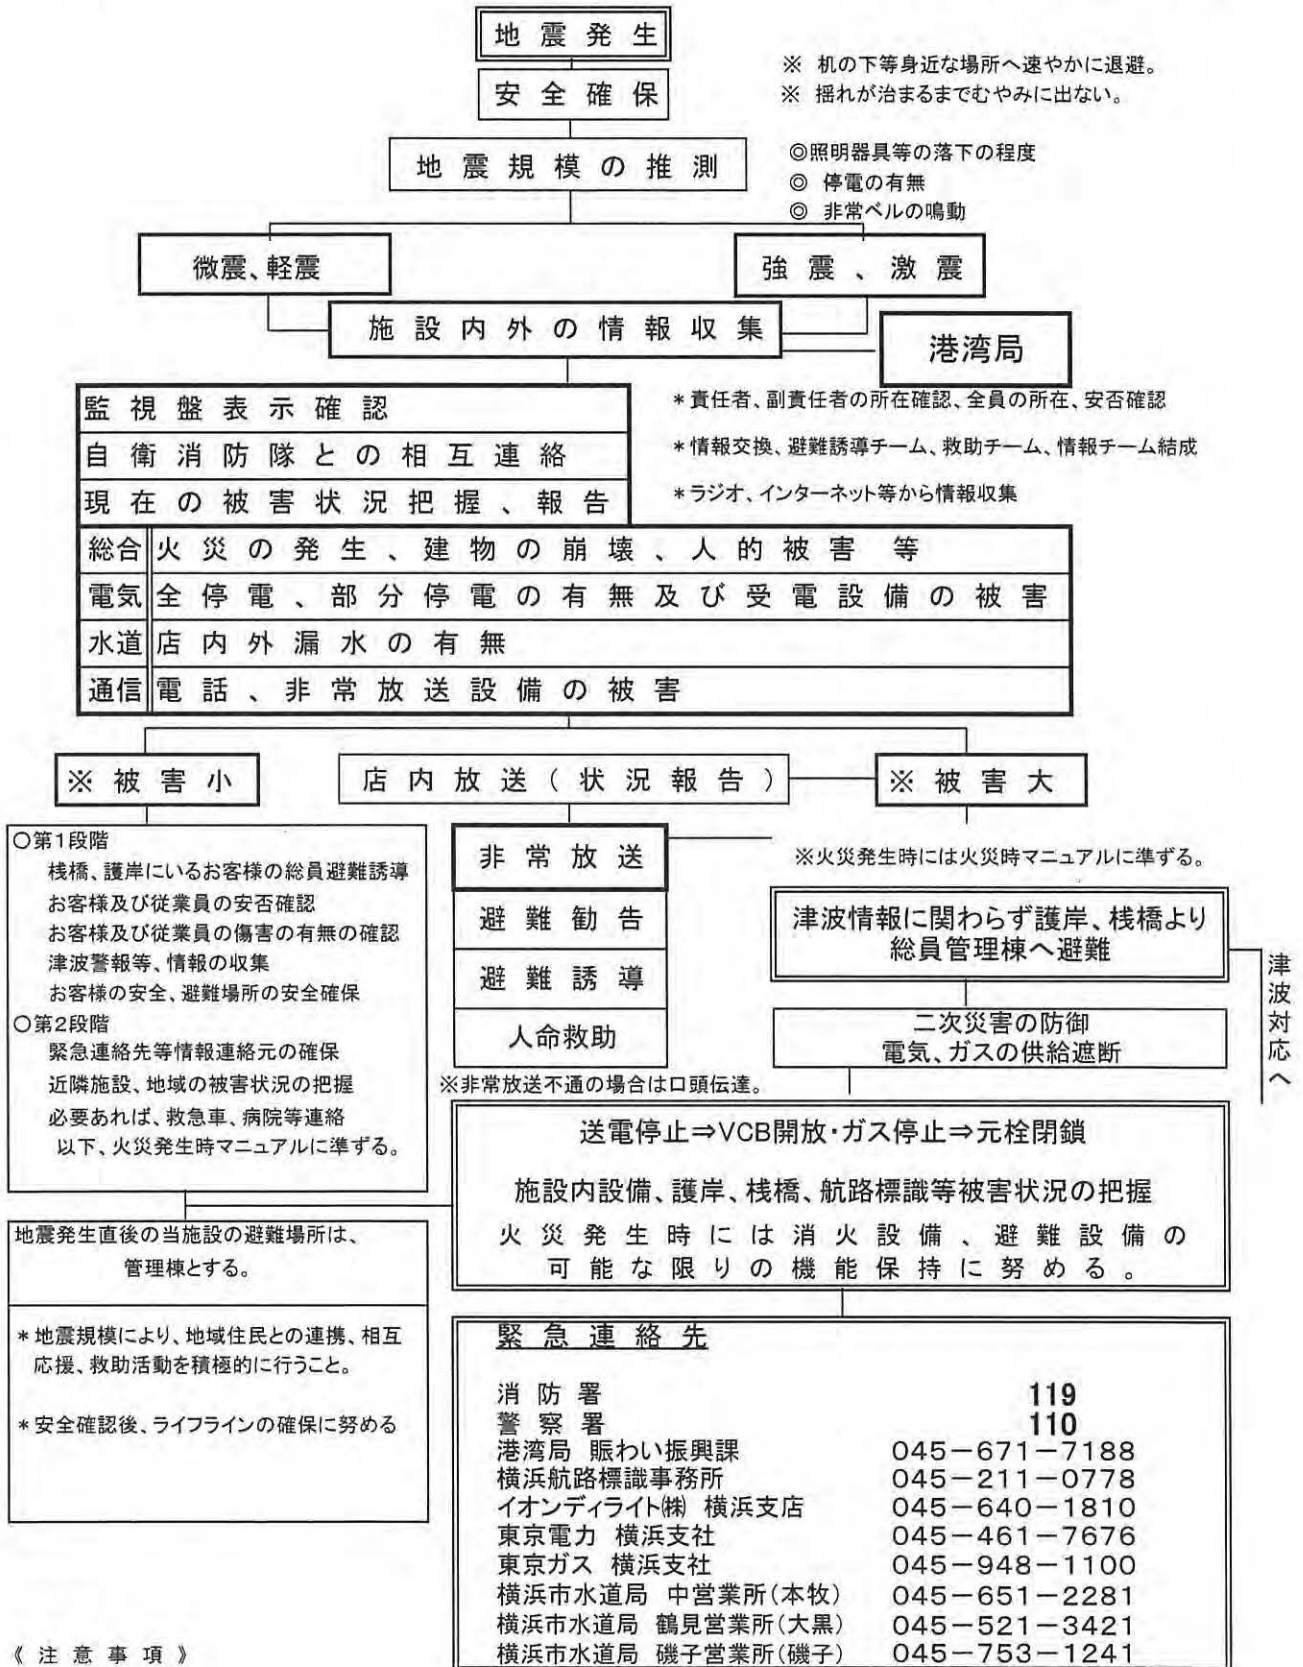 地震発生
安全確保
※ 机の下等身近な場所へ速やかに退避。
※ 揺れが治まるまでむやみに出ない。
地震規模の推測
◎照明器具等の落下の程度
◎ 停電の有無
◎ 非常ベルの鳴動
微震、軽震
強震、激震
施設内外の情報収集
港湾局
監視盤表示確認
自衛消防隊との相互連絡
現在の被害状況把握、報告
*責任者、副責任者の所在確認、全員の所在、安否確認
*情報交換、避難誘導チーム、救助チーム、情報チーム結成
*ラジオ、インターネット等から情報収集
総合 火災の発生、建物の崩壊、人的被害 等
電気 全停電、部分停電の有無及び受電設備の被害
水道 店内外漏水の有無
通信 電話、非常放送設備の被害
※被害小
店内放送(状況報告)
※被害大
○第1段階
桟橋、護岸にいるお客様の総員避難誘導
お客様及び従業員の安否確認
お客様及び従業員の傷害の有無の確認
津波警報等、情報の収集
お客様の安全、避難場所の安全確保
○第2段階
緊急連絡先等情報連絡元の確保
近隣施設、地域の被害状況の把握
必要あれば、救急車、病院等連絡
以下、火災発生時マニュアルに準ずる。
非常放送
避難勧告
避難誘導
人命救助
※非常放送不通の場合は口頭伝達。
※火災発生時には火災時マニュアルに準ずる。
津波情報に関わらず護岸、桟橋より
総員管理棟へ避難
津波対応へ
二次災害の防御
電気、ガスの供給遮断
送電停止⇒VCB開放・ガス停止⇒元栓閉鎖
施設内設備、護岸、桟橋、航路標識等被害状況の把握
火災発生時には消火設備、避難設備の
可能な限りの機能保持に努める。
地震発生直後の当施設の避難場所は、
管理棟とする。
*地震規模により、地域住民との連携、相互
応援、救助活動を積極的に行うこと。
*安全確認後、ライフラインの確保に努める
緊急連絡先
消防署 119
警察署 110
港湾局 賑わい振興課 045-671-7188
横浜航路標識事務所 045-211-0778
イオンディライト㈱ 横浜支店 045-640-1810
東京電力 横浜支社 045-461-7676
東京ガス 横浜支社 045-948-1100
横浜市水道局 中営業所(本牧) 045-651-2281
横浜市水道局 鶴見営業所(大黒) 045-521-3421
横浜市水道局 磯子営業所(磯子) 045-753-1241
《注意事項》